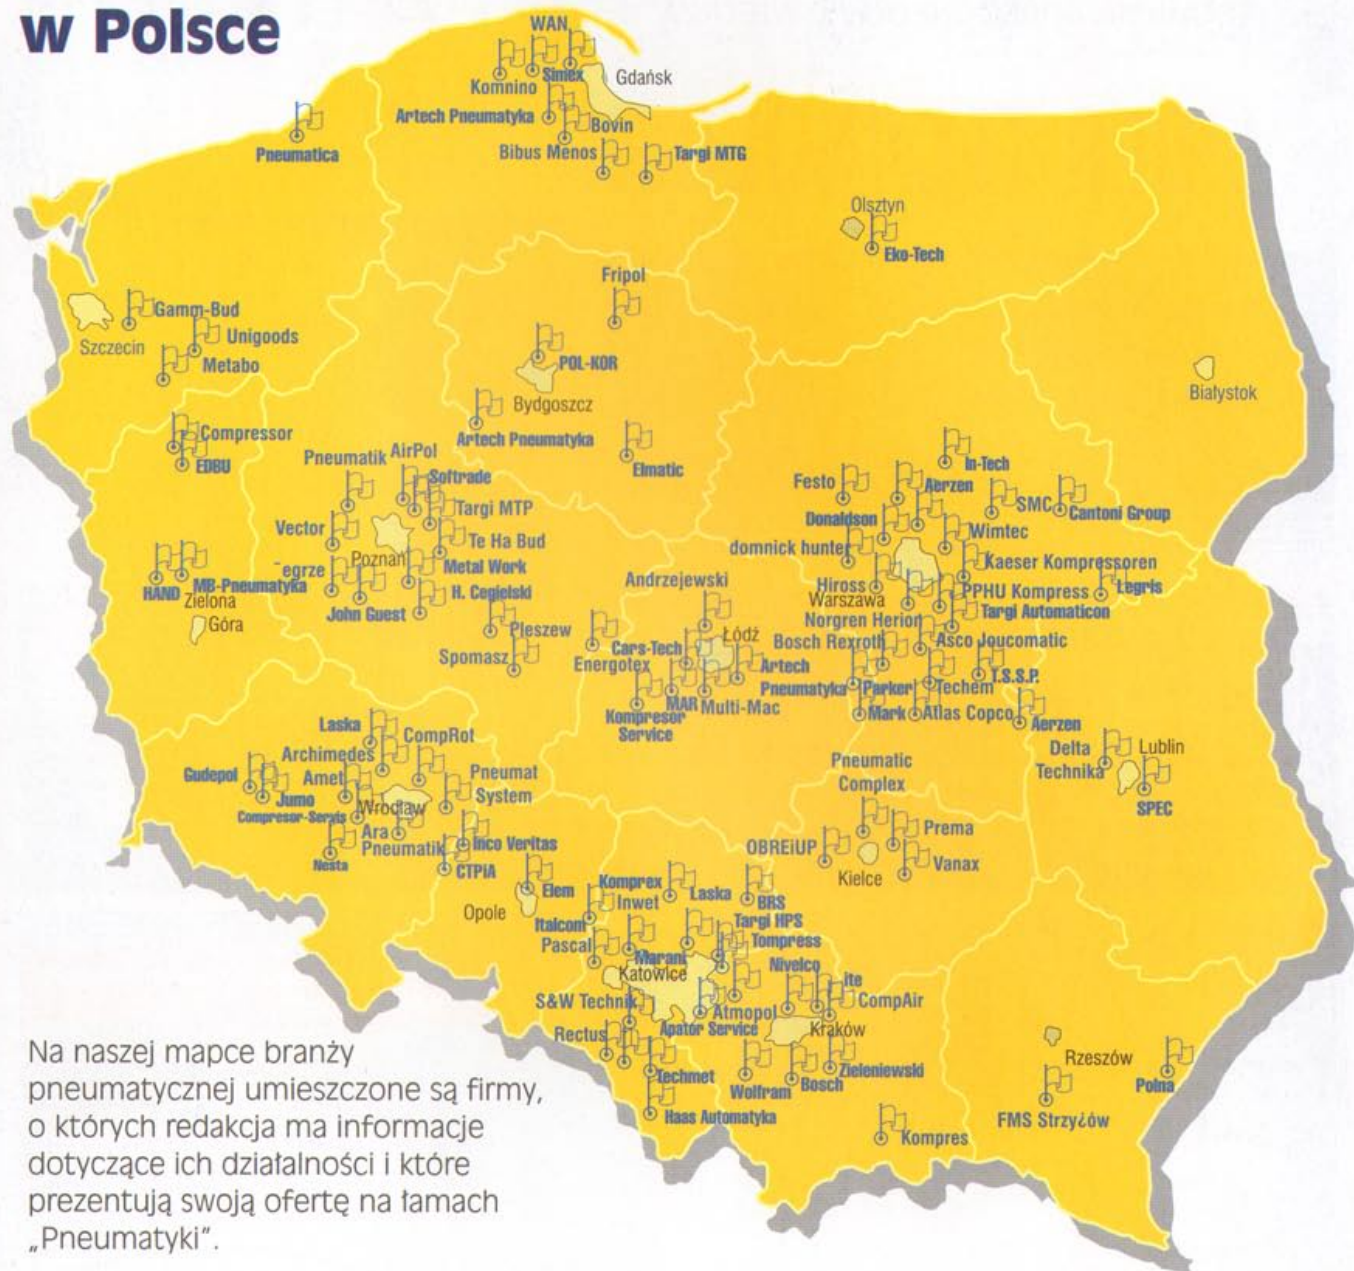 w Polsce
WAN
Simex
Gdańsk
Komnino
Artech Pneumatyka
Bovin
Pneumatica
Bibus Menos
Targi MTG
Olsztyn
Eko-Tech
Fripol
Gamm-Bud
Unigoods
Szczecin
Metabo
POL-KOR
Białystok
Bydgoszcz
Artech Pneumatyka
Compressor
EDBU
Elmatic
Pneumatik
AirPol
Softrade
Targi MTP
Vector
Te Ha Bud
Poznań
Metal Work
egrze
H. Cegielski
John Guest
HAND
MB-Pneumatyka
Zielona
Góra
Pleszew
Spomasz
In-Tech
Festo
Aerzen
SMC
Cantoni Group
Donaldson
Wimtec
domnick hunter
Kaeser Kompressoren
Hiross
PPHU Kompress
Legris
Warszawa
Targi Automaticon
Norgren Herion
Bosch Rexroth
Asco Joucomatic
Andrzejewski
Łódź
Cars-Tech
Energotex
Artech
Pneumatyka
Parker
Techem
T.S.S.P.
MAR
Multi-Mac
Mark
Atlas Copco
Aerzen
Kompresor
Service
Laska
CompRot
Archimedes
Gudepol
Amet
Pneumat
System
Jumo
Compresor-Servis
Wrocław
Ara
Pneumatik
Nesta
Inco Veritas
CTPiA
Delta
Technika
Lublin
SPEC
Pneumatic
Complex
Prema
OBREiUP
Kielce
Vanax
Elem
Opole
Komprex
Inwet
Laska
BRS
Italcom
Targi HPS
Pascal
Tompress
Marani
Katowice
Nivelco
ite
CompAir
S&W Technik
Atmopol
Apator Service
Kraków
Rectus
Techmet
Wolfram
Bosch
Zieleniewski
Haas Automatyka
Kompres
Rzeszów
FMS Strzyżów
Polna
Na naszej mapce branży
pneumatycznej umieszczone są firmy,
o których redakcja ma informacje
dotyczące ich działalności i które
prezentują swoją ofertę na łamach
„Pneumatyki”.